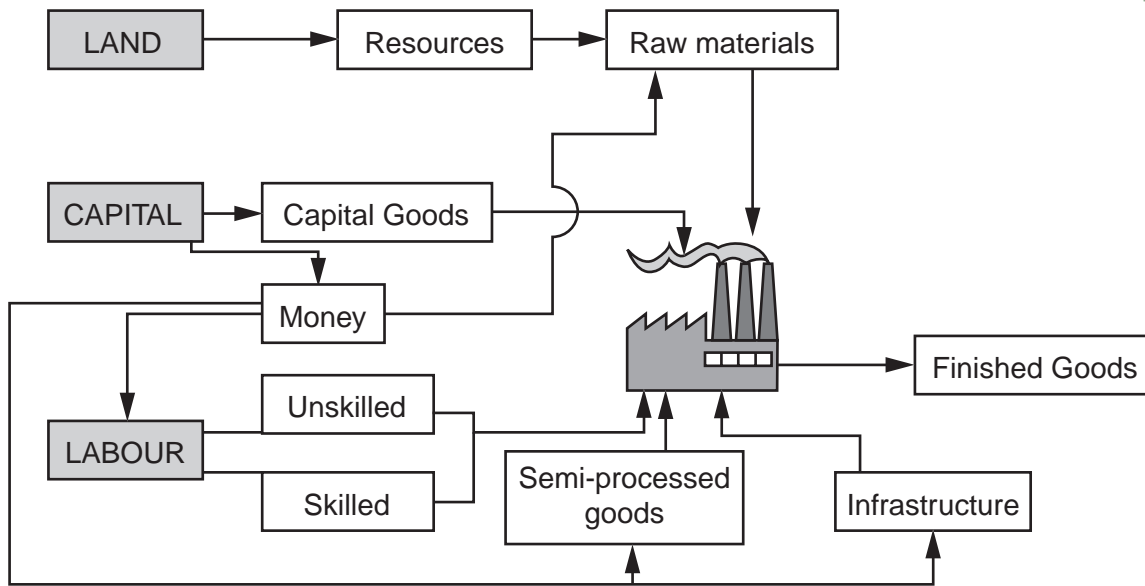 LAND
Resources
Raw materials
CAPITAL
Capital Goods
Money
Finished Goods
Unskilled
LABOUR
Skilled
Semi-processed
goods
Infrastructure